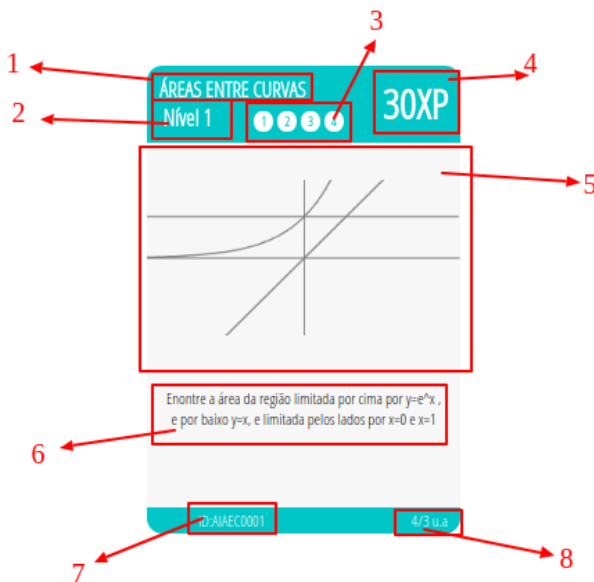 3
1
ÁREAS ENTRE CURVAS
30XP
4
2
Nível 1
1 2 3 4
5
Enontre a área da região limitada por cima por y=e^x ,
e por baixo y=x, e limitada pelos lados por x=0 e x=1
6
ID:AIAEC0001
4/3 u.a
7
8